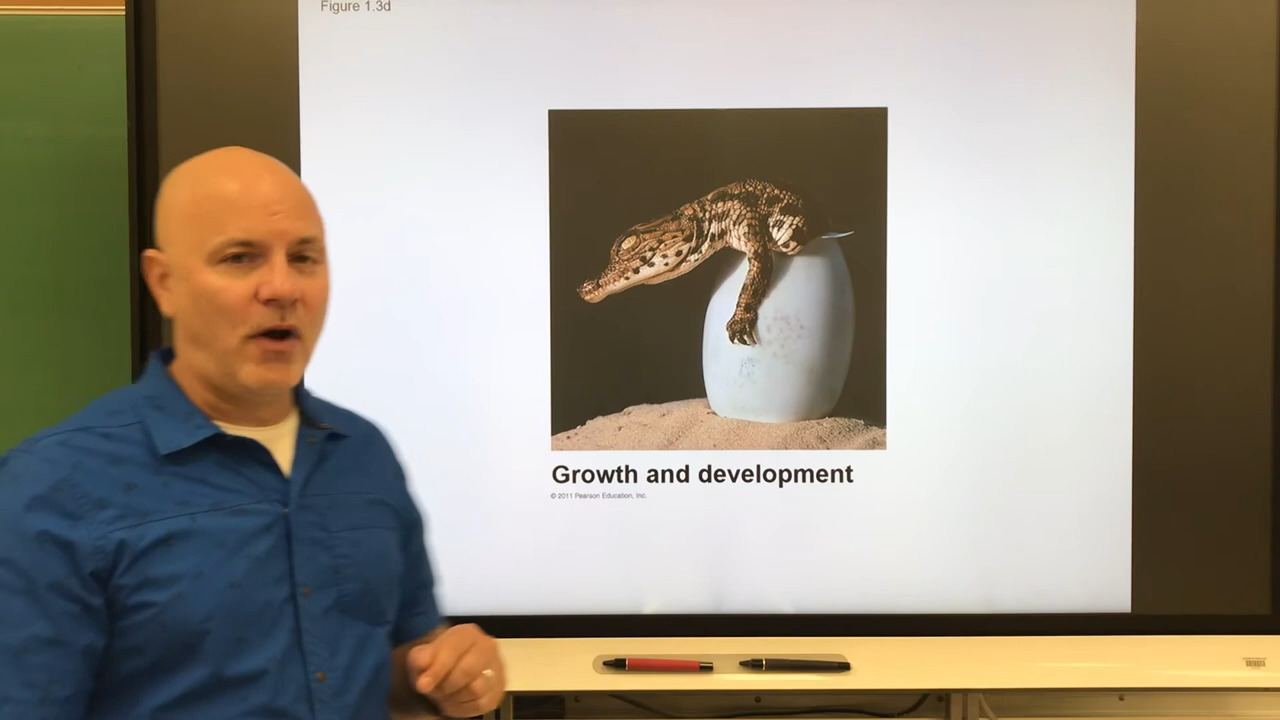 Figure 1.3d
Growth and development
© 2011 Pearson Education, Inc.